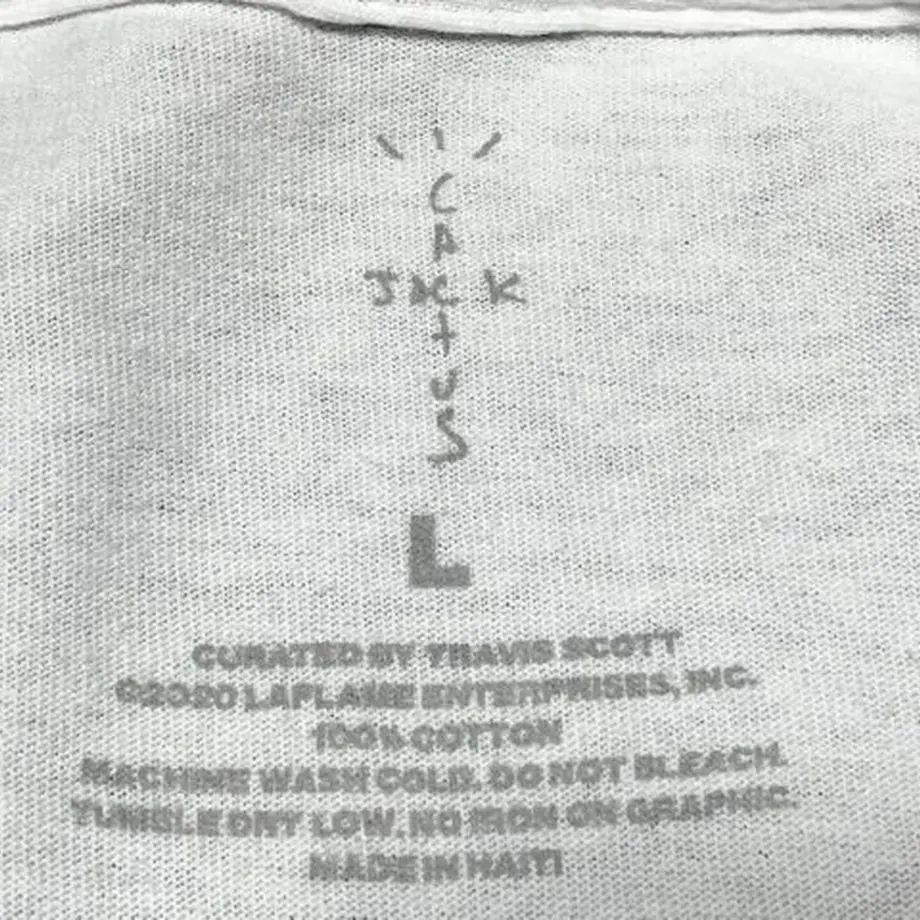 CACTUS
JACK
L
CURATED BY TRAVIS SCOTT
©2020 LAFLAME ENTERPRISES, INC.
100% COTTON
MACHINE WASH COLD. DO NOT BLEACH.
TUMBLE DRY LOW. NO IRON ON GRAPHIC.
MADE IN HAITI